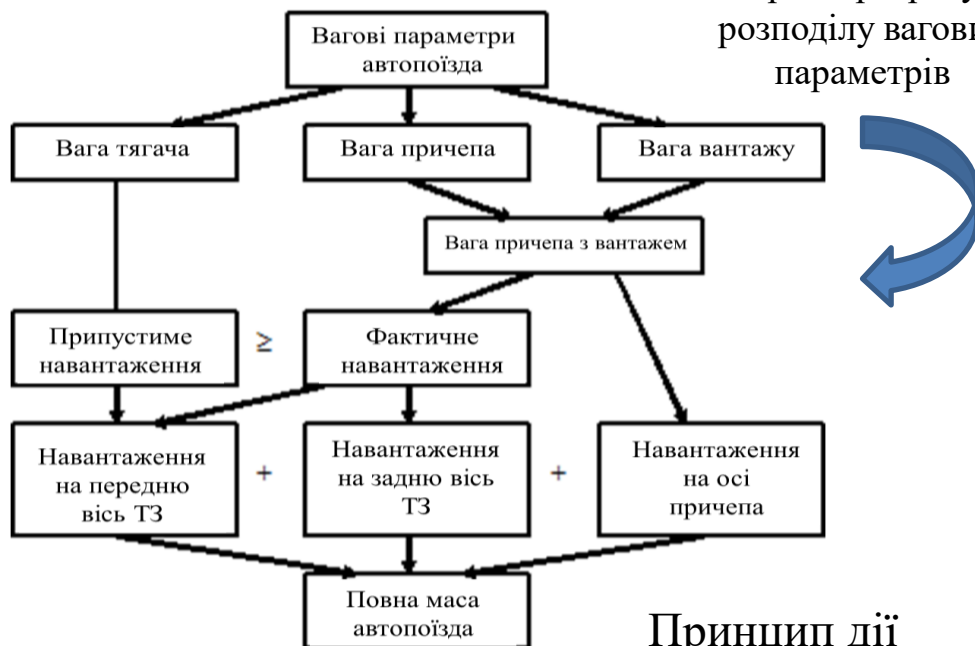 розподілу вагови
параметрів
Вагові параметри
автопоїзда
Вага тягача
Вага причепа
Вага вантажу
Вага причепа з вантажем
Припустиме
навантаження
≥
Фактичне
навантаження
Навантаження
на передню
вісь ТЗ
+
Навантаження
на задню вісь
ТЗ
+
Навантаження
на осі
причепа
Повна маса
автопоїзда
Принцип дії